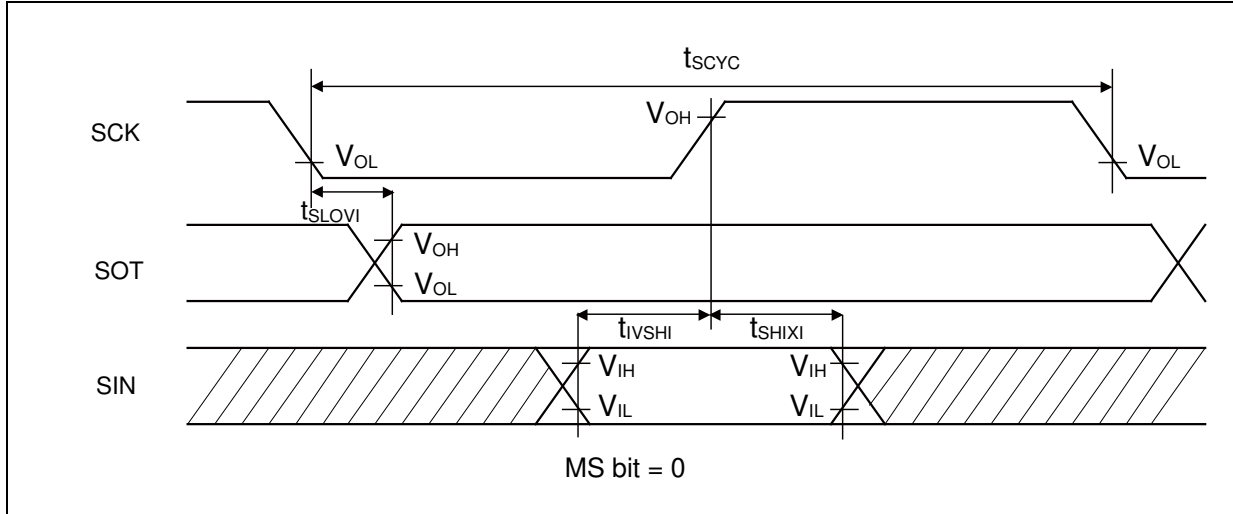 tSCYC
SCK
VOH
VOL
VOL
tSLOVI
SOT
VOH
VOL
tIVSHI
tSHIXI
SIN
VIH
VIH
VIL
VIL
MS bit = 0